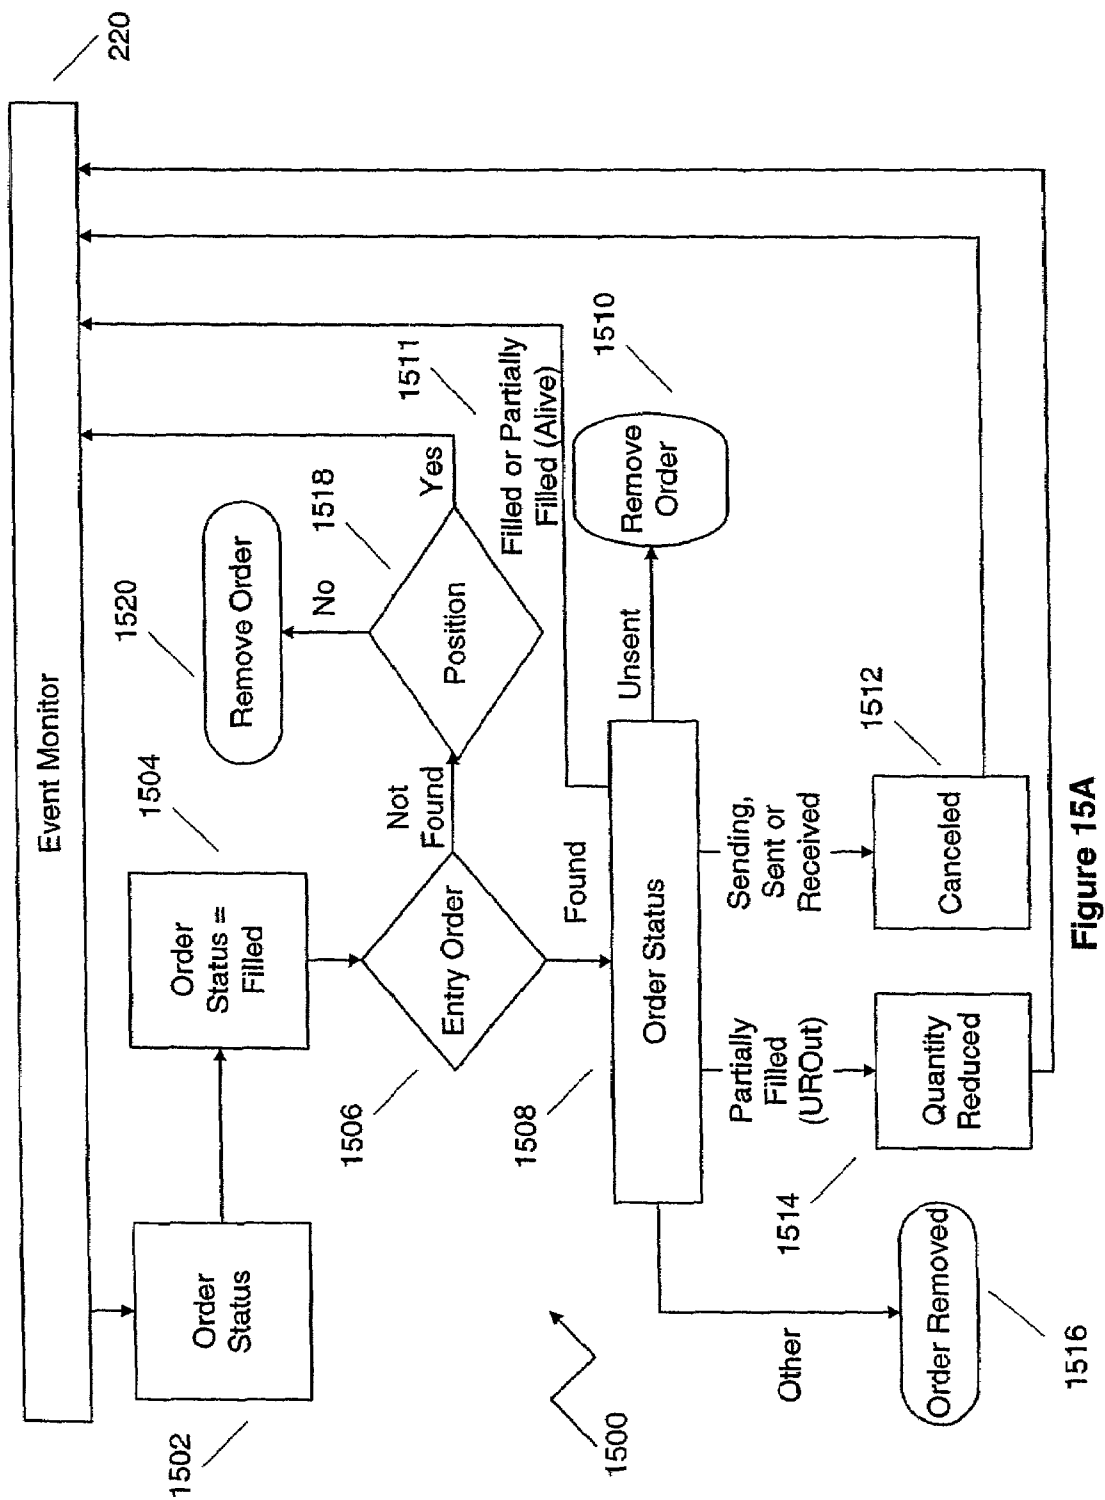 220
Event Monitor
1502
Order
Status
1504
Order
Status =
Filled
1520
Remove Order
1518
No
Yes
Position
Not
Found
1506
Entry Order
Found
1511
Filled or Partially
Filled (Alive)
1508
Order Status
Unsent
1510
Remove
Order
1500
Other
Partially
Filled
(UROut)
Sending,
Sent or
Received
1512
Canceled
1514
Quantity
Reduced
1516
Order Removed
Figure 15A